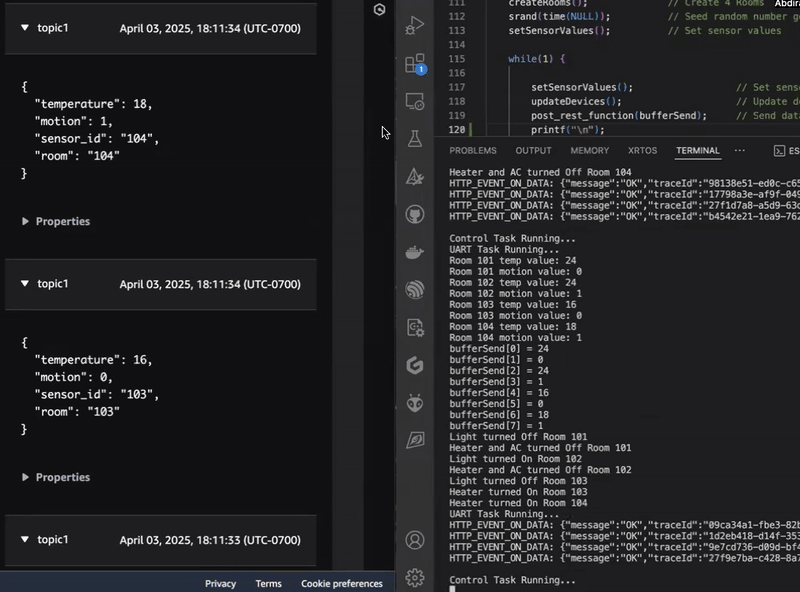 topic1 April 03, 2025, 18:11:34 (UTC-0700)
{
"temperature": 18,
"motion": 1,
"sensor_id": "104",
"room": "104"
}
Properties
topic1 April 03, 2025, 18:11:34 (UTC-0700)
{
"temperature": 16,
"motion": 0,
"sensor_id": "103",
"room": "103"
}
Properties
topic1 April 03, 2025, 18:11:33 (UTC-0700)
Privacy Terms Cookie preferences
1
111 createRooms(); // Create 4 Rooms
112 srand(time(NULL)); // Seed random number
113 setSensorValues(); // Set sensor values
114
115 while(1) {
116
117 setSensorValues(); // Set sens
118 updateDevices(); // Update de
119 post_rest_function(bufferSend); // Send data
120 printf("\n");
PROBLEMS OUTPUT MEMORY XRTOS TERMINAL ... ES
Heater and AC turned Off Room 104
HTTP_EVENT_ON_DATA: {"message":"OK","traceId":"98138e51-ed0c-c65
HTTP_EVENT_ON_DATA: {"message":"OK","traceId":"17798a3e-af9f-049
HTTP_EVENT_ON_DATA: {"message":"OK","traceId":"27f1d7a8-a5d9-63c
HTTP_EVENT_ON_DATA: {"message":"OK","traceId":"b4542e21-1ea9-762
Control Task Running...
UART Task Running...
Room 101 temp value: 24
Room 101 motion value: 0
Room 102 temp value: 24
Room 102 motion value: 1
Room 103 temp value: 16
Room 103 motion value: 0
Room 104 temp value: 18
Room 104 motion value: 1
bufferSend[0] = 24
bufferSend[1] = 0
bufferSend[2] = 24
bufferSend[3] = 1
bufferSend[4] = 16
bufferSend[5] = 0
bufferSend[6] = 18
bufferSend[7] = 1
Light turned Off Room 101
Heater and AC turned Off Room 101
Light turned On Room 102
Heater and AC turned Off Room 102
Light turned Off Room 103
Heater turned On Room 103
Heater turned On Room 104
UART Task Running...
HTTP_EVENT_ON_DATA: {"message":"OK","traceId":"09ca34a1-fbe3-82b
HTTP_EVENT_ON_DATA: {"message":"OK","traceId":"1d2eb418-d14f-353
HTTP_EVENT_ON_DATA: {"message":"OK","traceId":"9e7cd736-d09d-bf4
HTTP_EVENT_ON_DATA: {"message":"OK","traceId":"27f9e7ba-c428-8a7
Control Task Running...